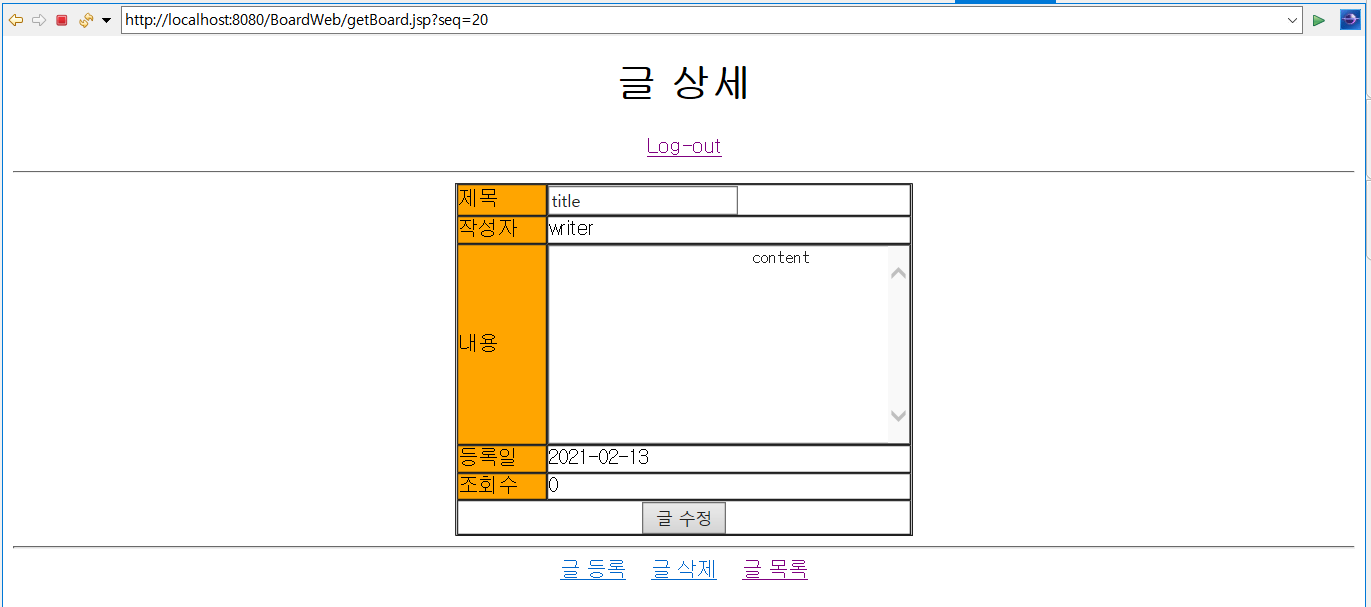 http://localhost:8080/BoardWeb/getBoard.jsp?seq=20
글 상세
Log-out
제목 title
작성자 writer
내용 content
등록일 2021-02-13
조회수 0
글 수정
글 등록 글 삭제 글 목록